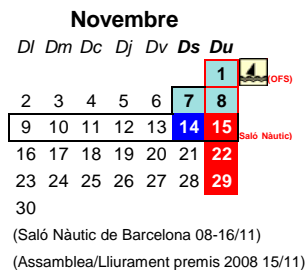 Novembre
Dl Dm Dc Dj Dv Ds Du
1 (OFS)
2 3 4 5 6 7 8
9 10 11 12 13 14 15 Saló Nàutic)
16 17 18 19 20 21 22
23 24 25 26 27 28 29
30
(Saló Nàutic de Barcelona 08-16/11)
(Assamblea/Lliurament premis 2008 15/11)